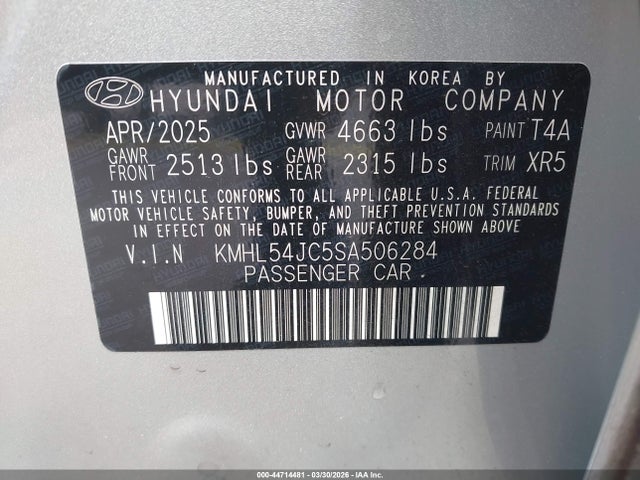 MANUFACTURED IN KOREA BY
HYUNDAI MOTOR COMPANY
APR/2025 GVWR 4663 lbs PAINT T4A
GAWR FRONT 2513 lbs GAWR REAR 2315 lbs TRIM XR5
THIS VEHICLE CONFORMS TO ALL APPLICABLE U.S.A. FEDERAL
MOTOR VEHICLE SAFETY, BUMPER, AND THEFT PREVENTION STANDARDS
IN EFFECT ON THE DATE OF MANUFACTURE SHOWN ABOVE.
V.I.N KMHL54JC5SA506284
PASSENGER CAR
000-44714481 - 03/30/2026 - IAA Inc.